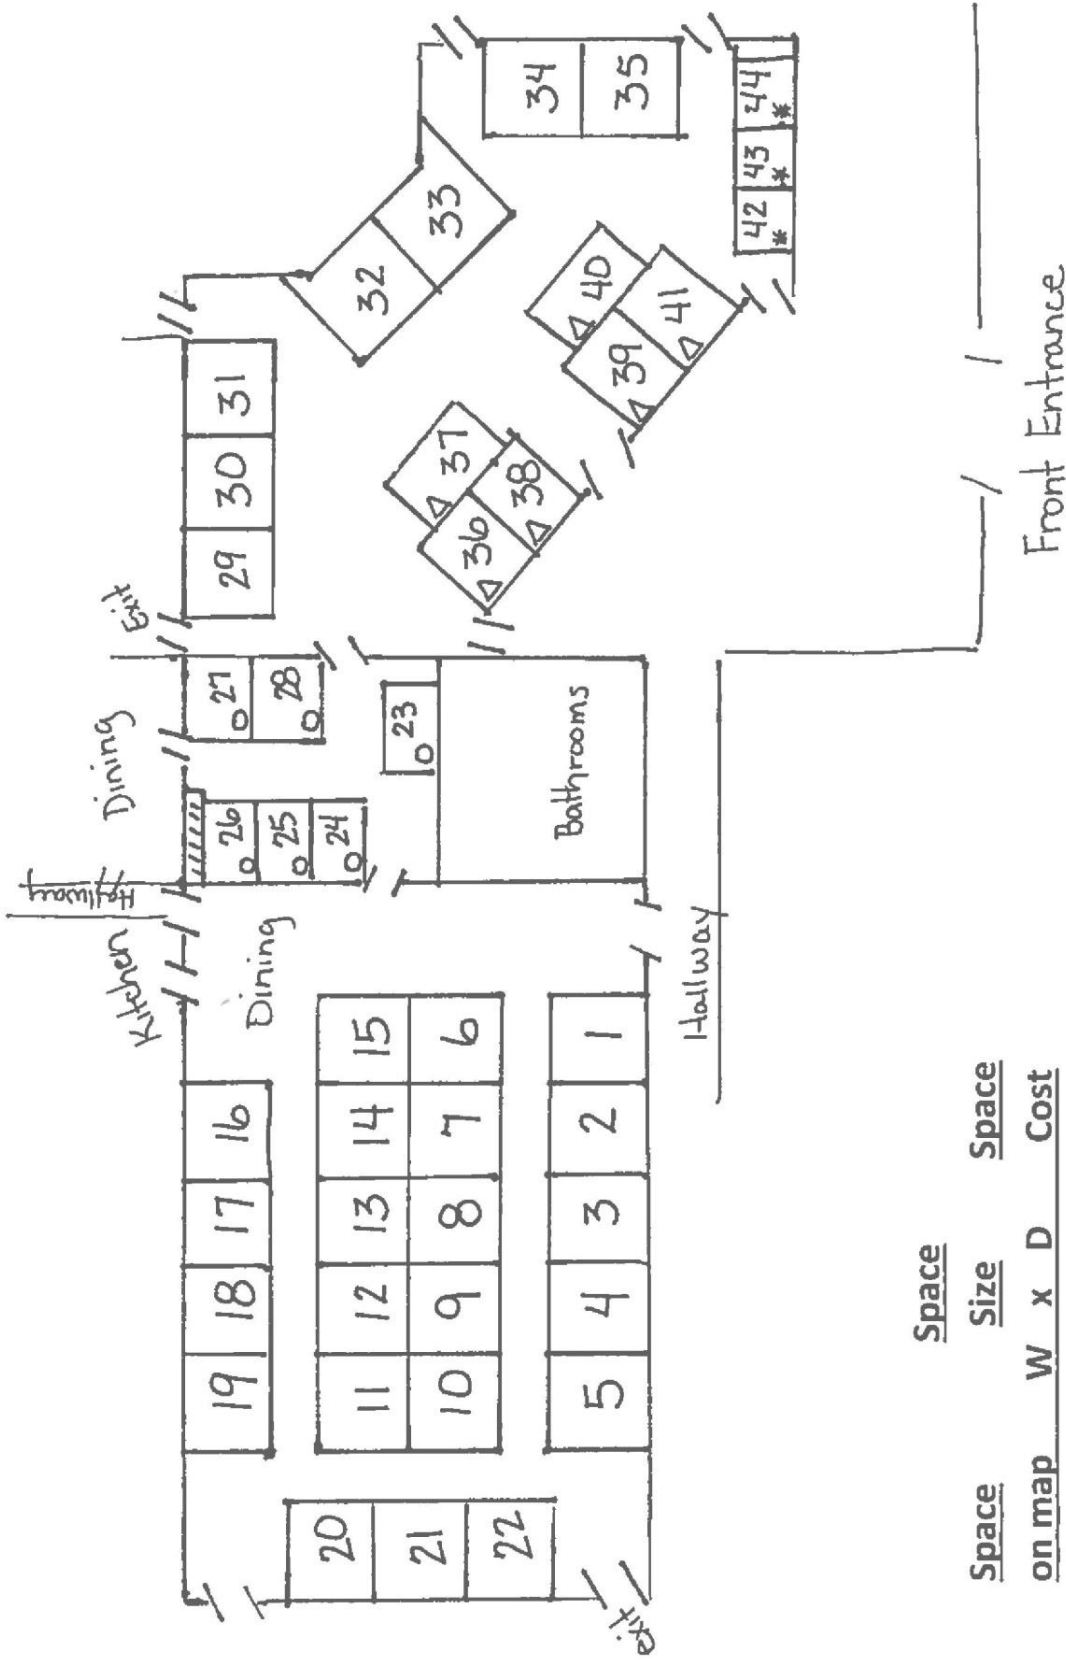 Hallway
Kitchen
Dining
Exit
19 18 17 16
26
27
29 30 31
Dining
25
28
20
24
11 12 13 14 15
32
23
21
10 9 8 7 6
37
33
36
22
38
34
Bathrooms
5 4 3 2 1
40
39
35
exit
41
Hallway
42 43 44
* * *
Front Entrance
Space
Space Size Space
on map W x D Cost